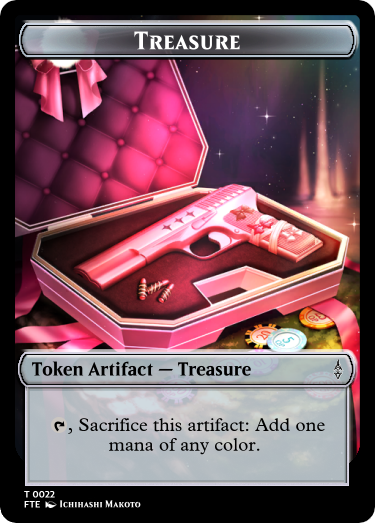 Treasure
Token Artifact — Treasure
, Sacrifice this artifact: Add one
mana of any color.
T 0022
FTE Ichihashi Makoto